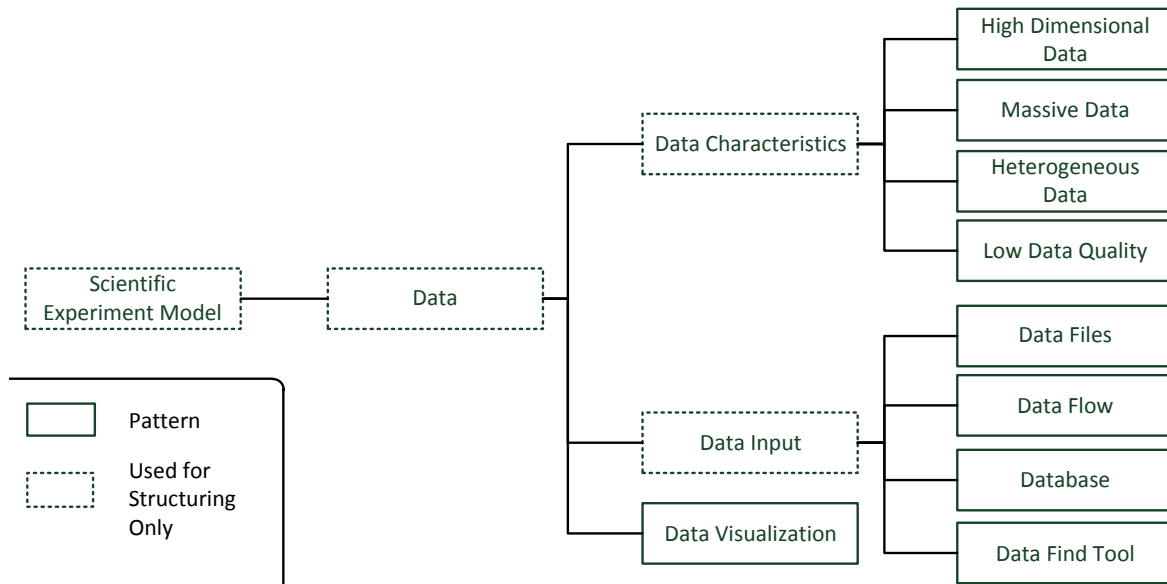 High Dimensional
Data
Massive Data
Data Characteristics
Heterogeneous
Data
Low Data Quality
Scientific
Experiment Model
Data
Data Files
Data Flow
Data Input
Database
Data Visualization
Data Find Tool
Pattern
Used for
Structuring
Only